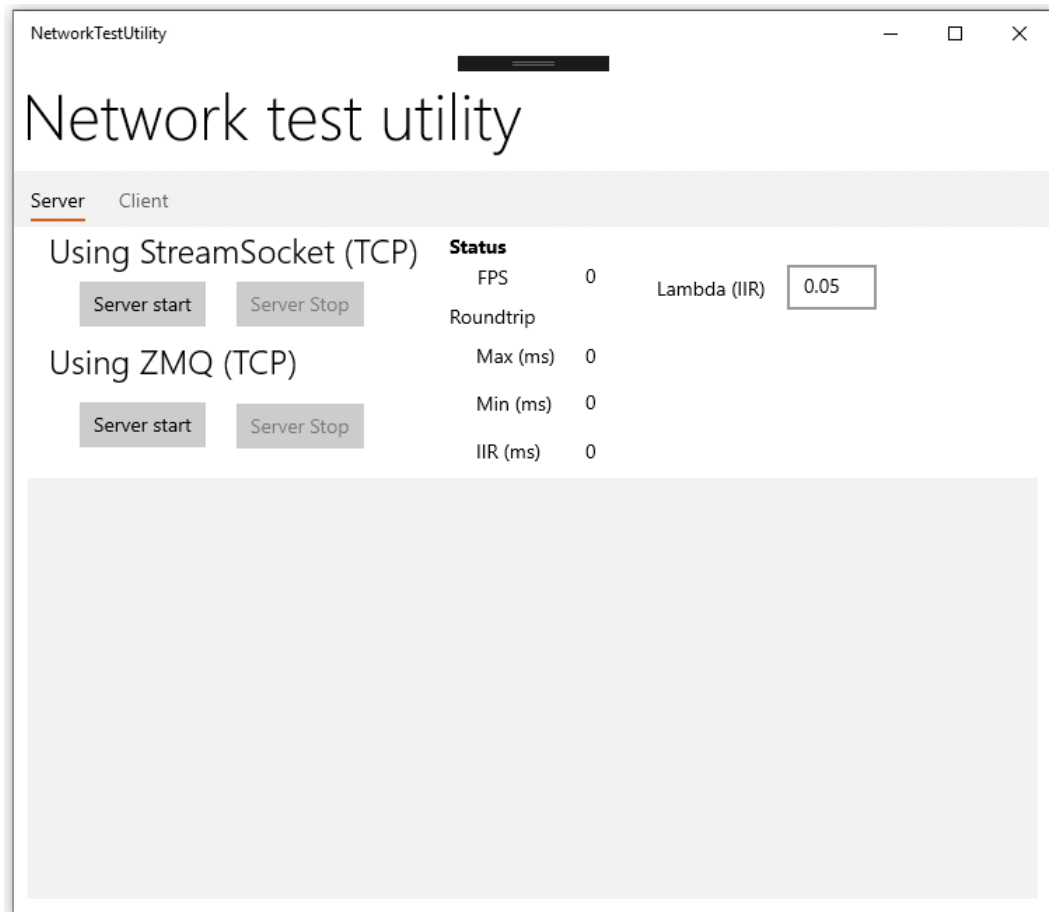 NetworkTestUtility
Network test utility
Server Client
Using StreamSocket (TCP)
Server start Server Stop
Using ZMQ (TCP)
Server start Server Stop
Status
FPS 0
Roundtrip
Max (ms) 0
Min (ms) 0
IIR (ms) 0
Lambda (IIR) 0.05